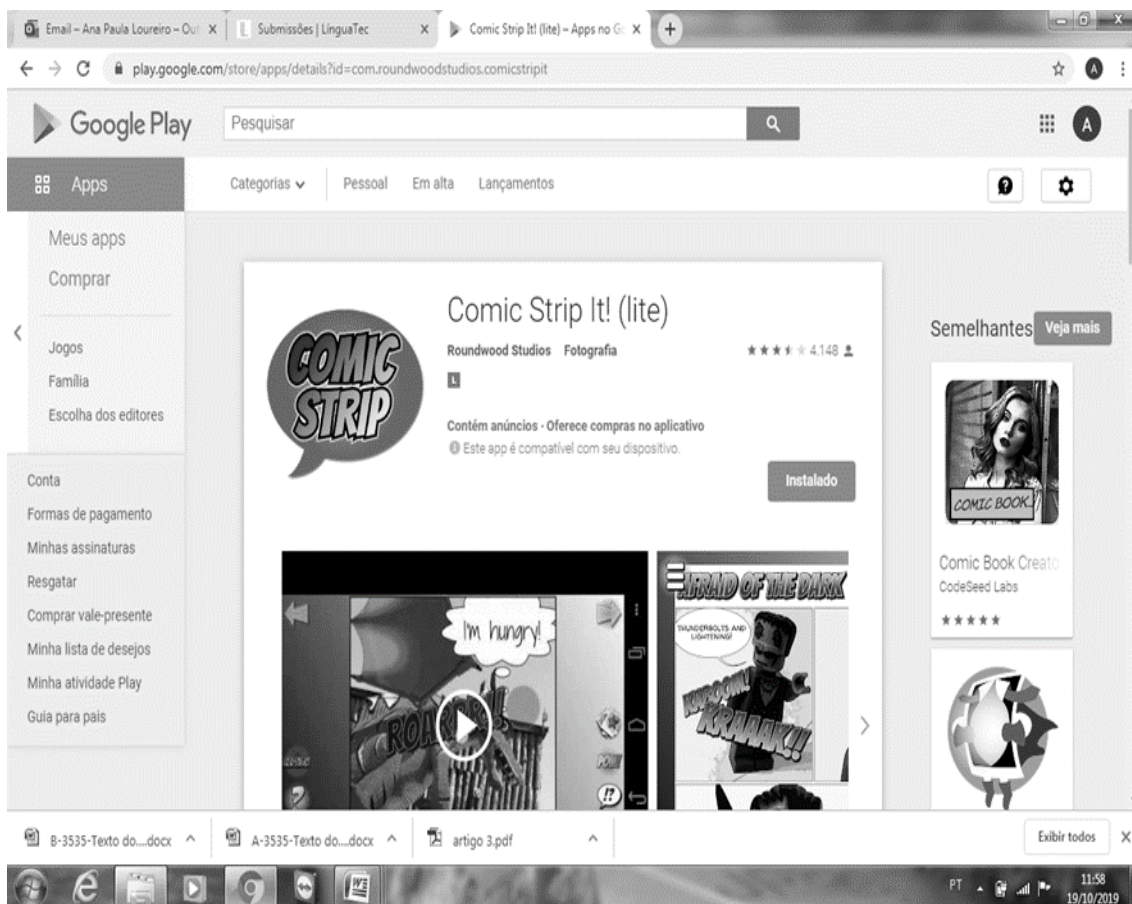 Email – Ana Paula Loureiro – Out
Submissões | LinguaTec
Comic Strip It! (lite) – Apps no Go
play.google.com/store/apps/details?id=com.roundwoodstudios.comicstripit
A
Google Play
Pesquisar
A
Apps
Categorias
Pessoal
Em alta
Lançamentos
Meus apps
Comprar
Jogos
Família
Escolha dos editores
Conta
Formas de pagamento
Minhas assinaturas
Resgatar
Comprar vale-presente
Minha lista de desejos
Minha atividade Play
Guia para pais
COMIC
STRIP
Comic Strip It! (lite)
Roundwood Studios Fotografia
4.148
L
Contém anúncios · Oferece compras no aplicativo
Este app é compatível com seu dispositivo.
Instalado
I'm hungry!
POW
!?
AFRAID OF THE DARK
THUNDERBOLTS AND
LIGHTENING!
KABOOM!
KRAAAK!!
Semelhantes
Veja mais
COMIC BOOK
Comic Book Creato
CodeSeed Labs
B-3535-Texto do....docx
A-3535-Texto do....docx
artigo 3.pdf
Exibir todos
PT
11:58
19/10/2019